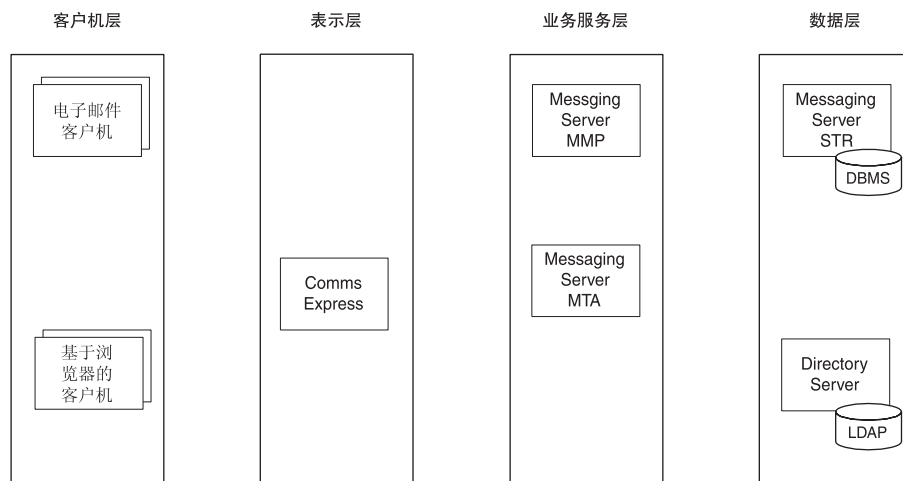 客户机层
表示层
业务服务层
数据层
电子邮件
客户机
Messging
Server
MMP
Messaging
Server
STR
DBMS
Comms
Express
Messaging
Server
MTA
基于浏
览器的
客户机
Directory
Server
LDAP